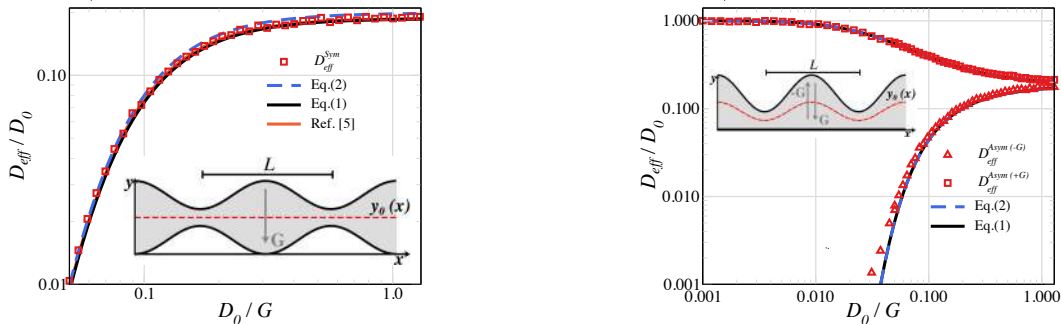 D_eff / D_0
0.10
0.01
D_eff^Sym
Eq.(2)
Eq.(1)
Ref. [5]
L
y
y_0 (x)
G
x
0.1
1.0
D_0 / G
D_eff / D_0
1.000
0.100
0.010
0.001
L
y
-G
y_0(x)
G
x
D_eff^Asym (-G)
D_eff^Asym (+G)
Eq.(2)
Eq.(1)
0.001
0.010
0.100
1.000
D_0 / G